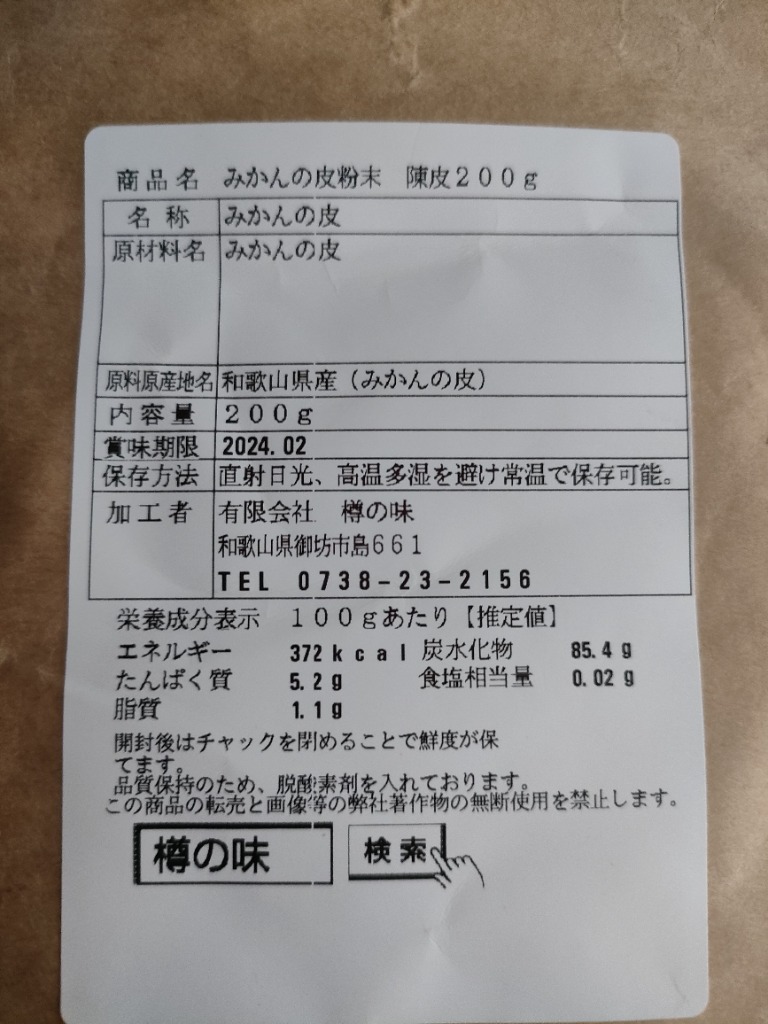 商品名 みかんの皮粉末 陳皮200g
名称 みかんの皮
原材料名 みかんの皮
原料原産地名 和歌山県産（みかんの皮）
内容量 200g
賞味期限 2024.02
保存方法 直射日光、高温多湿を避け常温で保存可能。
加工者 有限会社 樽の味
和歌山県御坊市島661
TEL 0738-23-2156
栄養成分表示 100gあたり【推定値】
エネルギー 372kcal 炭水化物 85.4g
たんぱく質 5.2g 食塩相当量 0.02g
脂質 1.1g
開封後はチャックを閉めることで鮮度が保
てます。
品質保持のため、脱酸素剤を入れております。
この商品の転売と画像等の弊社著作物の無断使用を禁止します。
樽の味 検索